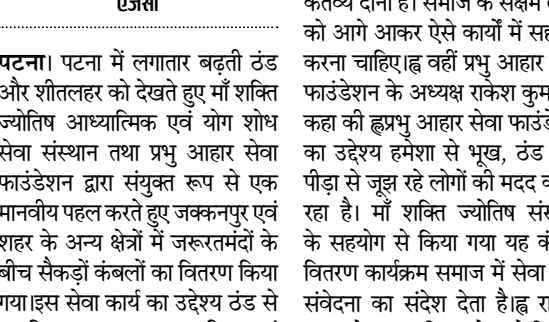 एजेंसी
पटना। पटना में लगातार बढ़ती ठंड
और शीतलहर को देखते हुए माँ शक्ति
ज्योतिष आध्यात्मिक एवं योग शोध
सेवा संस्थान तथा प्रभु आहार सेवा
फाउंडेशन द्वारा संयुक्त रूप से एक
मानवीय पहल करते हुए जक्कनपुर एवं
शहर के अन्य क्षेत्रों में जरूरतमंदों के
बीच सैकड़ों कंबलों का वितरण किया
गया।इस सेवा कार्य का उद्देश्य ठंड से
कर्तव्य दोनों है। समाज के सक्षम
को आगे आकर ऐसे कार्यों में
करना चाहिए।ह्व वहीं प्रभु आहार
फाउंडेशन के अध्यक्ष राकेश
कहा की ह्लप्रभु आहार सेवा
का उद्देश्य हमेशा से भूख, ठंड
पीड़ा से जूझ रहे लोगों की मदद
रहा है। माँ शक्ति ज्योतिष
के सहयोग से किया गया यह
वितरण कार्यक्रम समाज में सेवा
संवेदना का संदेश देता है।ह्व